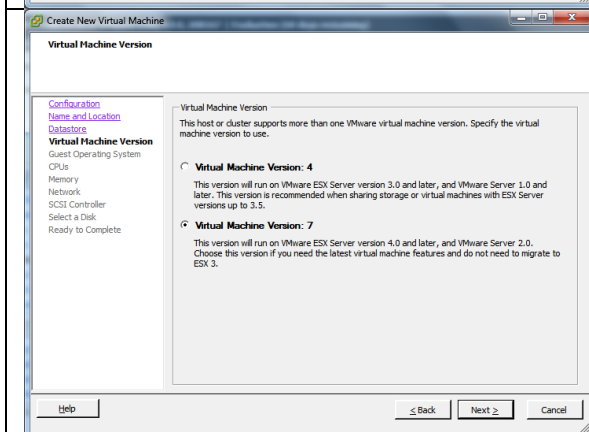 Create New Virtual Machine
Virtual Machine Version
Configuration
Name and Location
Datastore
Virtual Machine Version
Guest Operating System
CPUs
Memory
Network
SCSI Controller
Select a Disk
Ready to Complete
Virtual Machine Version
This host or cluster supports more than one VMware virtual machine version. Specify the virtual
machine version to use.
Virtual Machine Version: 4
This version will run on VMware ESX Server version 3.0 and later, and VMware Server 1.0 and
later. This version is recommended when sharing storage or virtual machines with ESX Server
versions up to 3.5.
Virtual Machine Version: 7
This version will run on VMware ESX Server version 4.0 and later, and VMware Server 2.0.
Choose this version if you need the latest virtual machine features and do not need to migrate to
ESX 3.
Help
≤ Back
Next ≥
Cancel